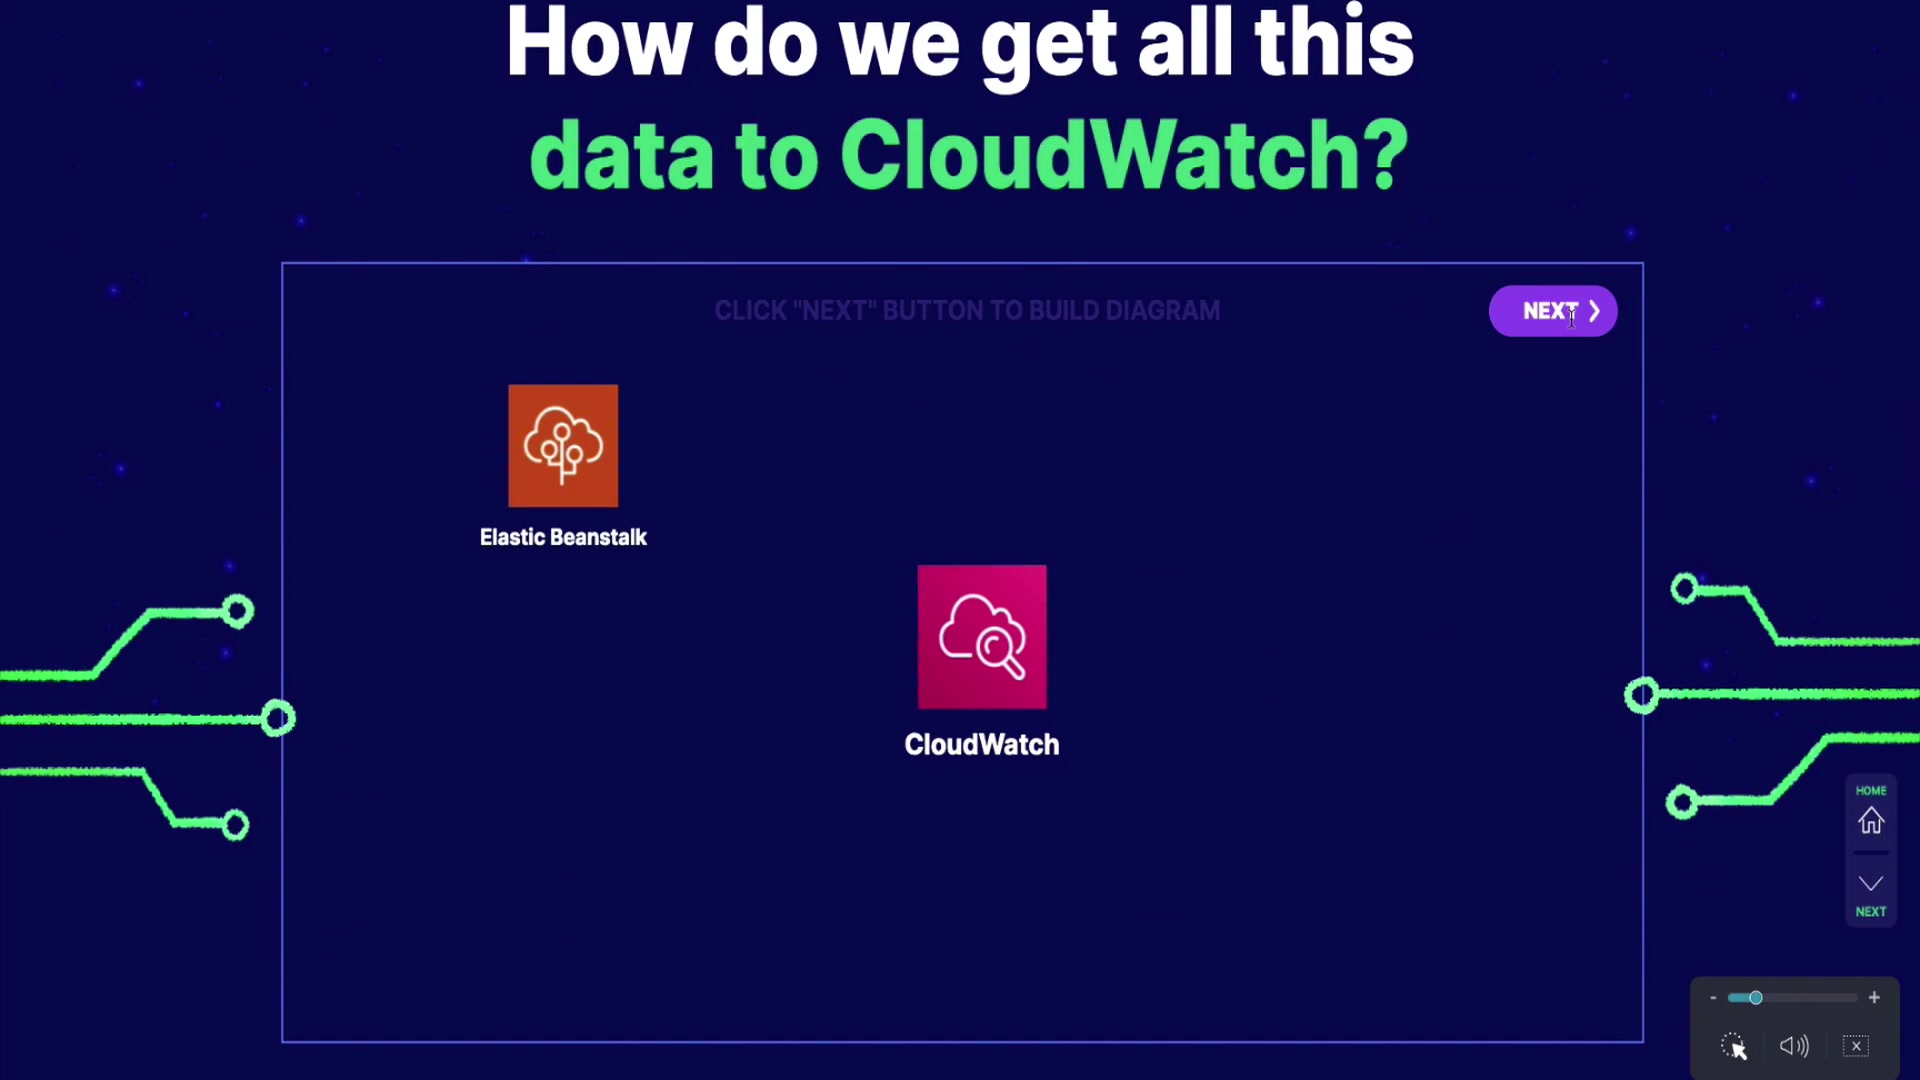 How do we get all this
data to CloudWatch?
CLICK "NEXT" BUTTON TO BUILD DIAGRAM
NEXT
Elastic Beanstalk
CloudWatch
HOME
NEXT
- +
x